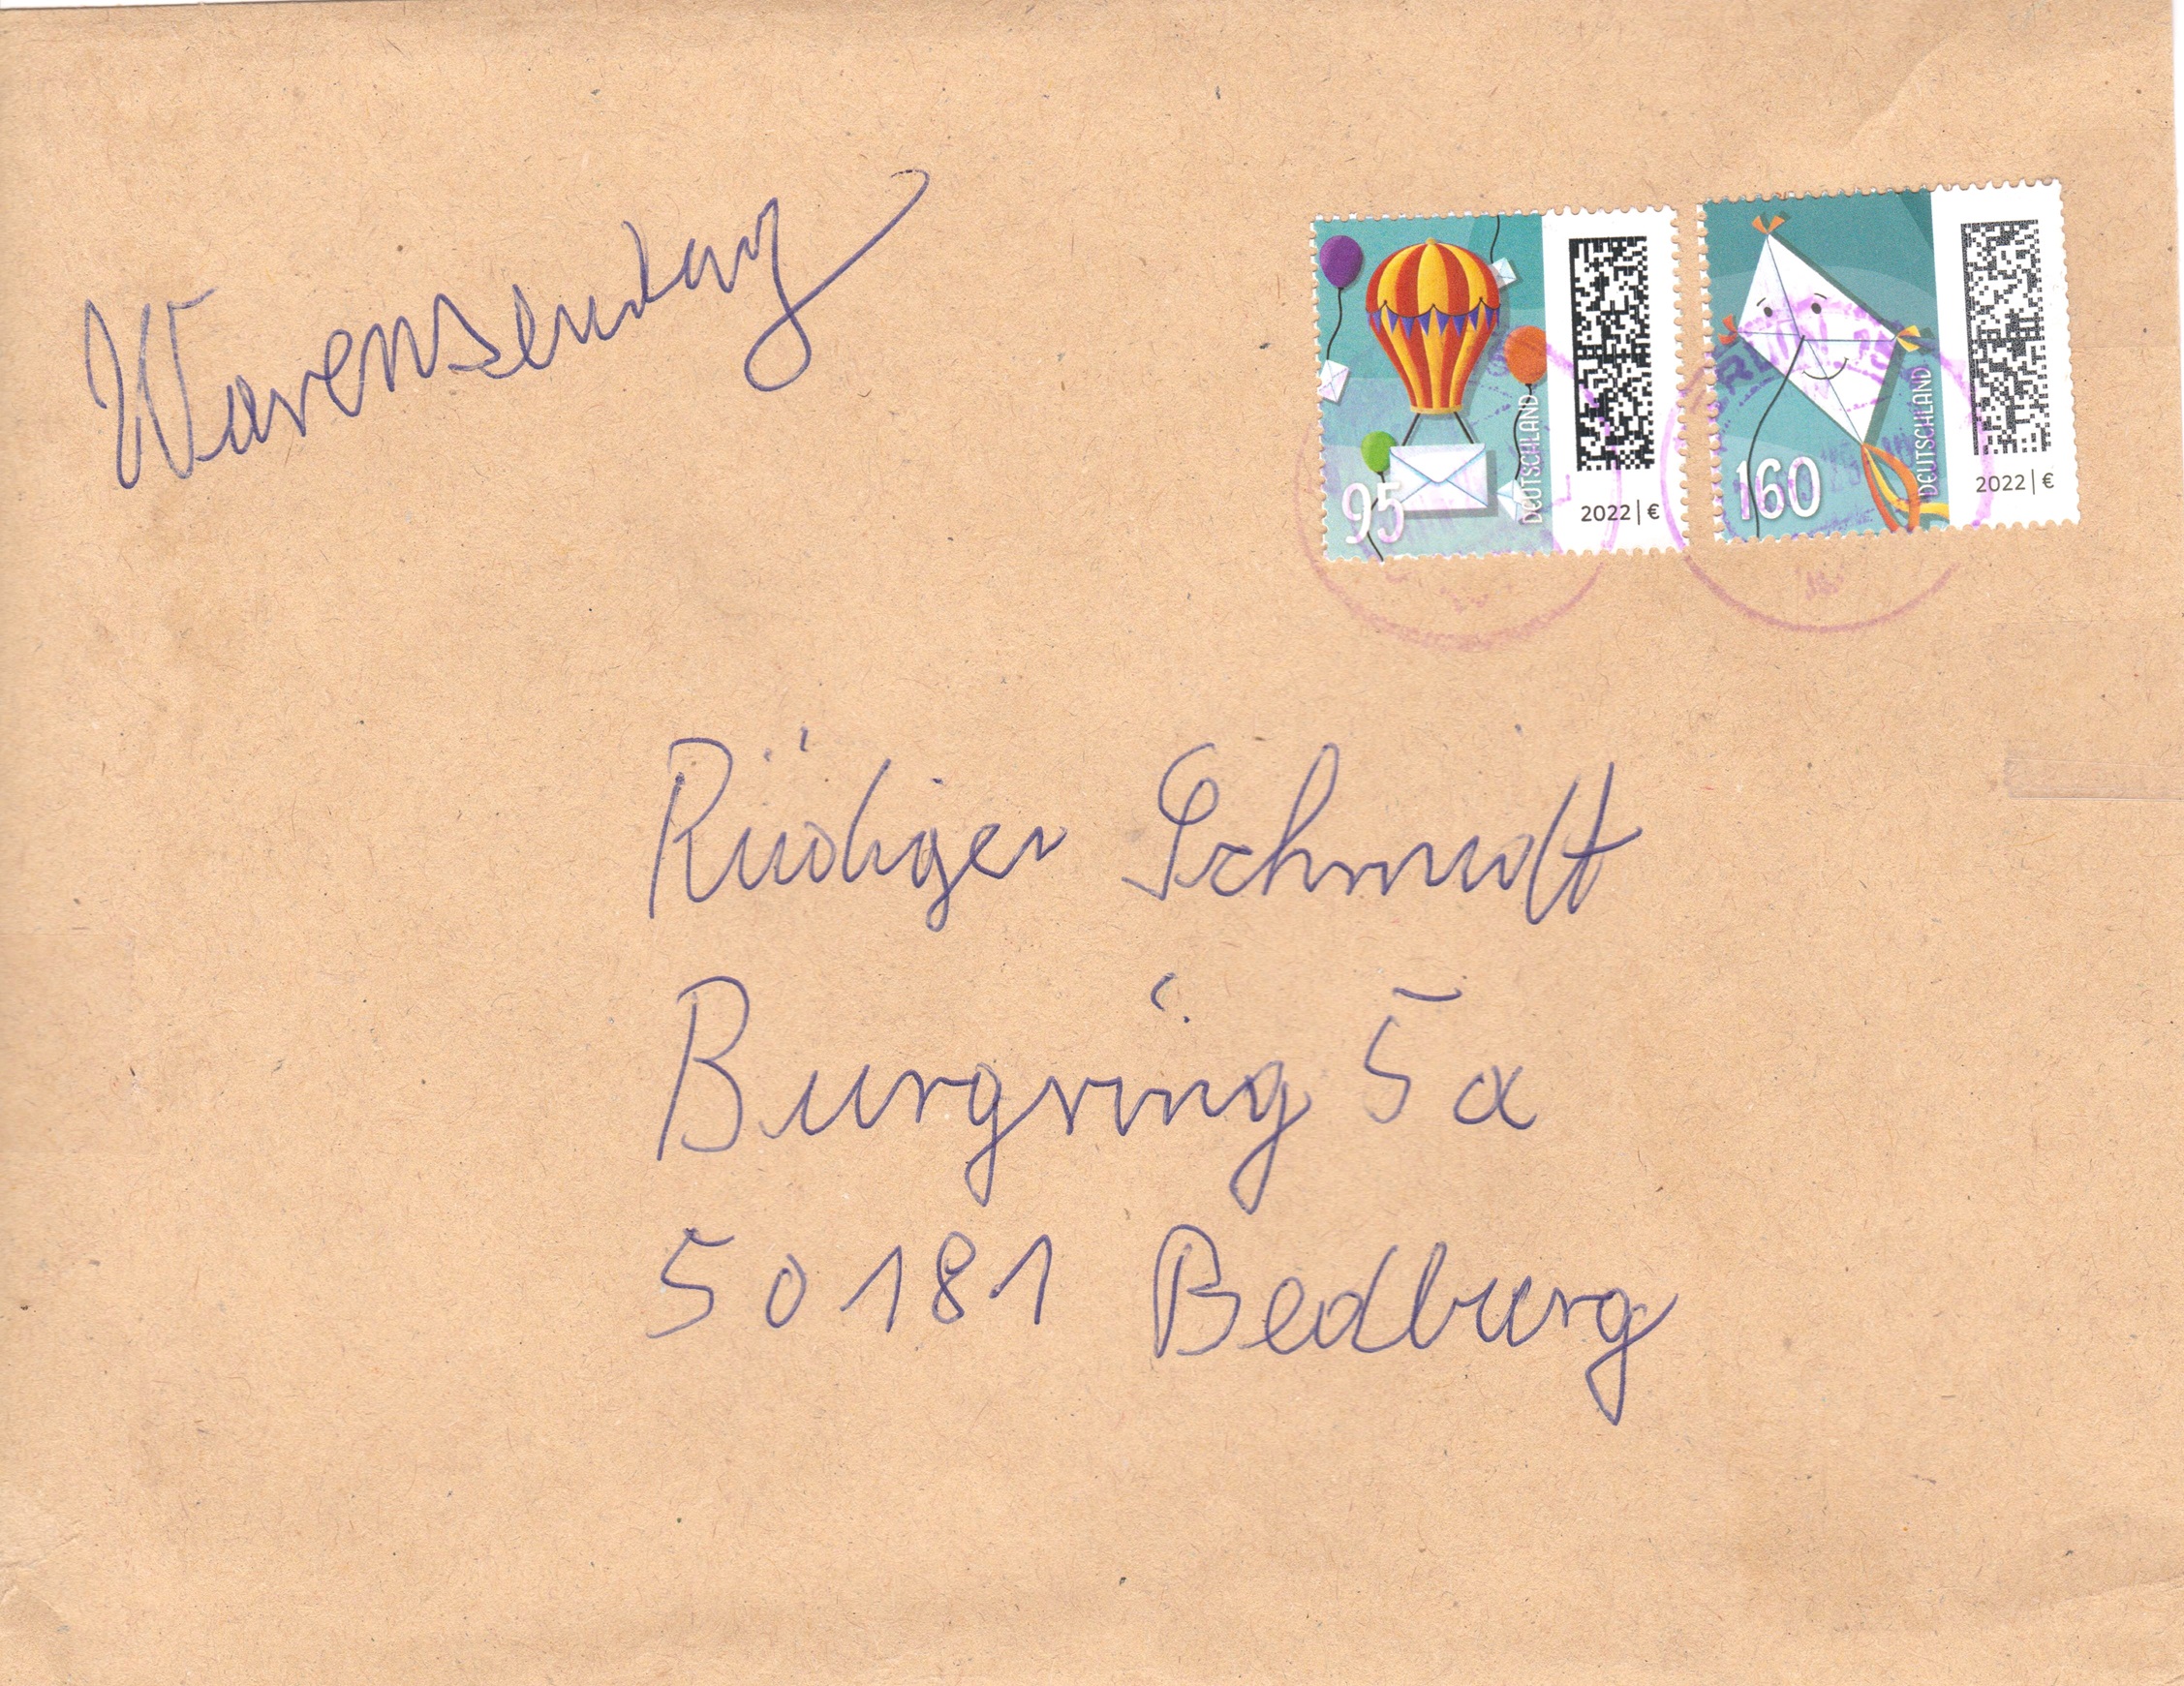 Warensendung
95
DEUTSCHLAND
2022 | €
160
DEUTSCHLAND
2022 | €
Rüdiger Schmidt
Burgring 5a
50181 Bedburg